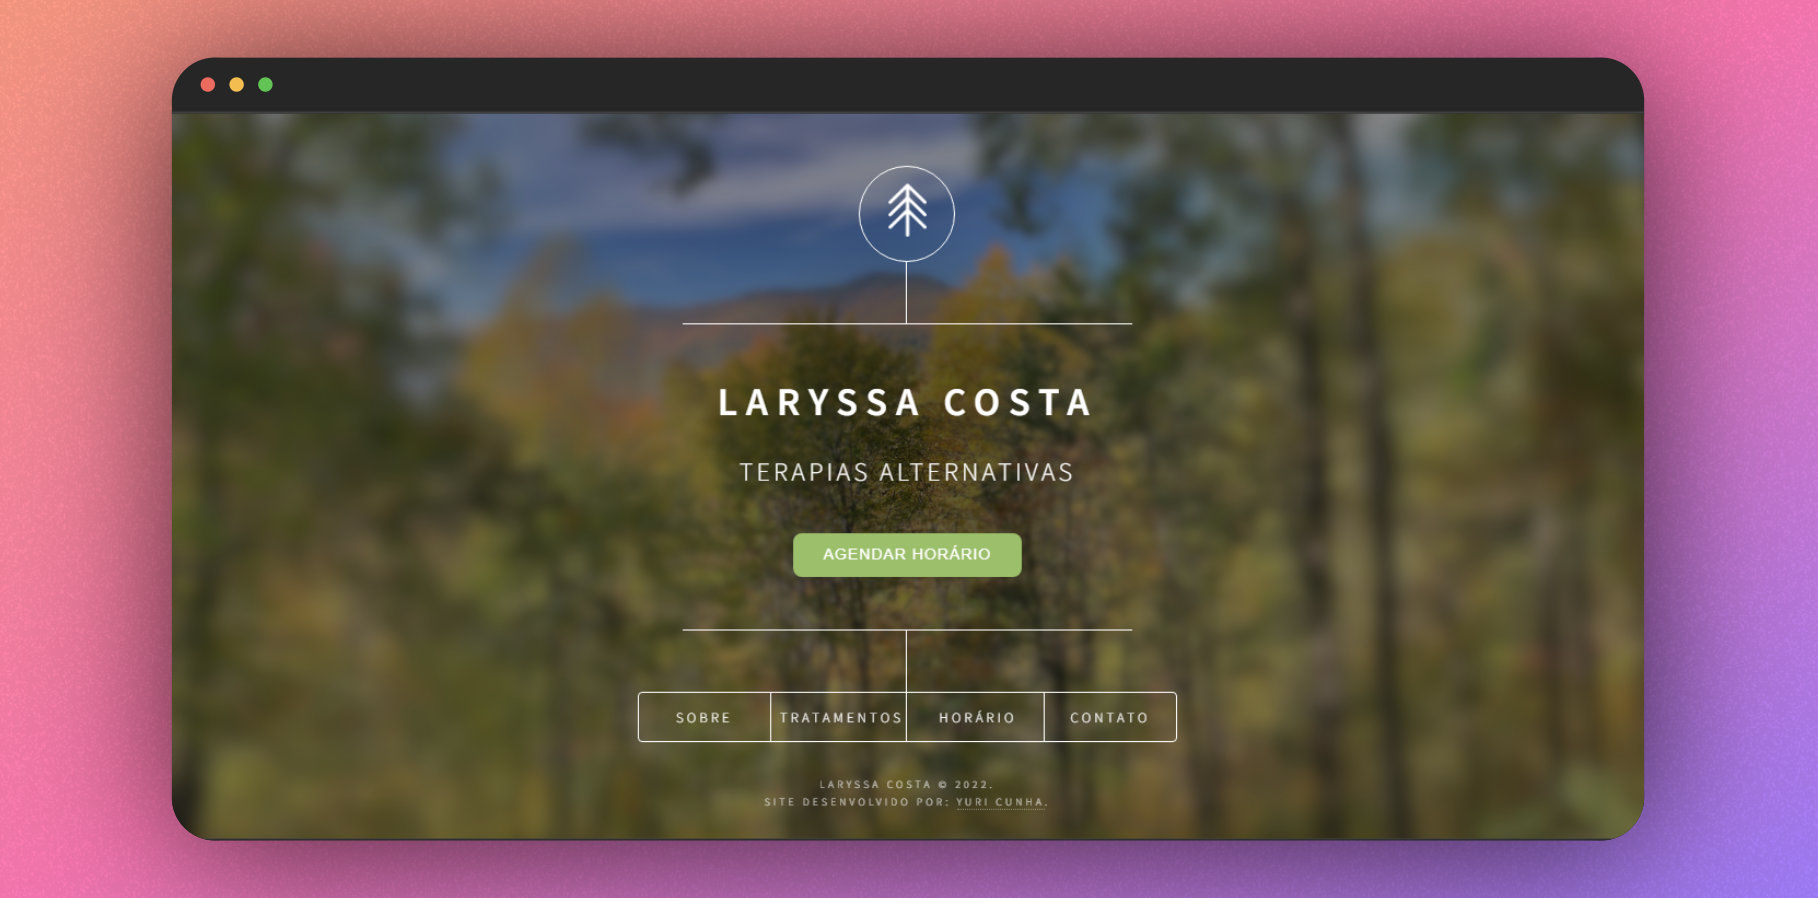 LARYSSA COSTA
TERAPIAS ALTERNATIVAS
AGENDAR HORÁRIO
SOBRE TRATAMENTOS HORÁRIO CONTATO
LARYSSA COSTA © 2022.
SITE DESENVOLVIDO POR: YURI CUNHA.